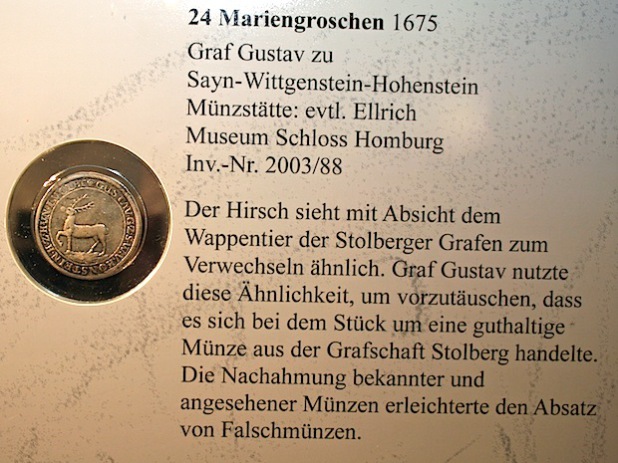 24 Mariengroschen 1675
Graf Gustav zu
Sayn-Wittgenstein-Hohenstein
Münzstätte: evtl. Ellrich
Museum Schloss Homburg
Inv.-Nr. 2003/88
Der Hirsch sieht mit Absicht dem
Wappentier der Stolberger Grafen zum
Verwechseln ähnlich. Graf Gustav nutzte
diese Ähnlichkeit, um vorzutäuschen, dass
es sich bei dem Stück um eine guthaltige
Münze aus der Grafschaft Stolberg handelte.
Die Nachahmung bekannter und
angesehener Münzen erleichterte den Absatz
von Falschmünzen.